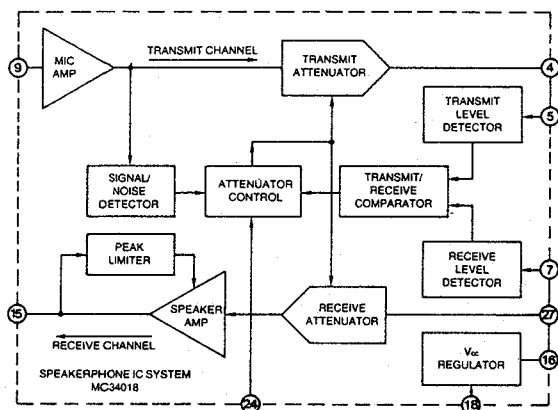 TRANSMIT CHANNEL
TRANSMIT
ATTENUATOR
9
MIC
AMP
4
TRANSMIT
LEVEL
DETECTOR
5
SIGNAL/
NOISE
DETECTOR
ATTENUATOR
CONTROL
TRANSMIT/
RECEIVE
COMPARATOR
PEAK
LIMITER
RECEIVE
LEVEL
DETECTOR
7
15
SPEAKER
AMP
RECEIVE
ATTENUATOR
27
RECEIVE CHANNEL
Vcc
REGULATOR
16
SPEAKERPHONE IC SYSTEM
MC34018
24
18